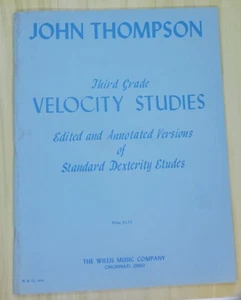 JOHN THOMPSON
Third Grade
VELOCITY STUDIES
Edited and Annotated Versions
of
Standard Dexterity Etudes
THE WILLIS MUSIC COMPANY
CINCINNATI, OHIO